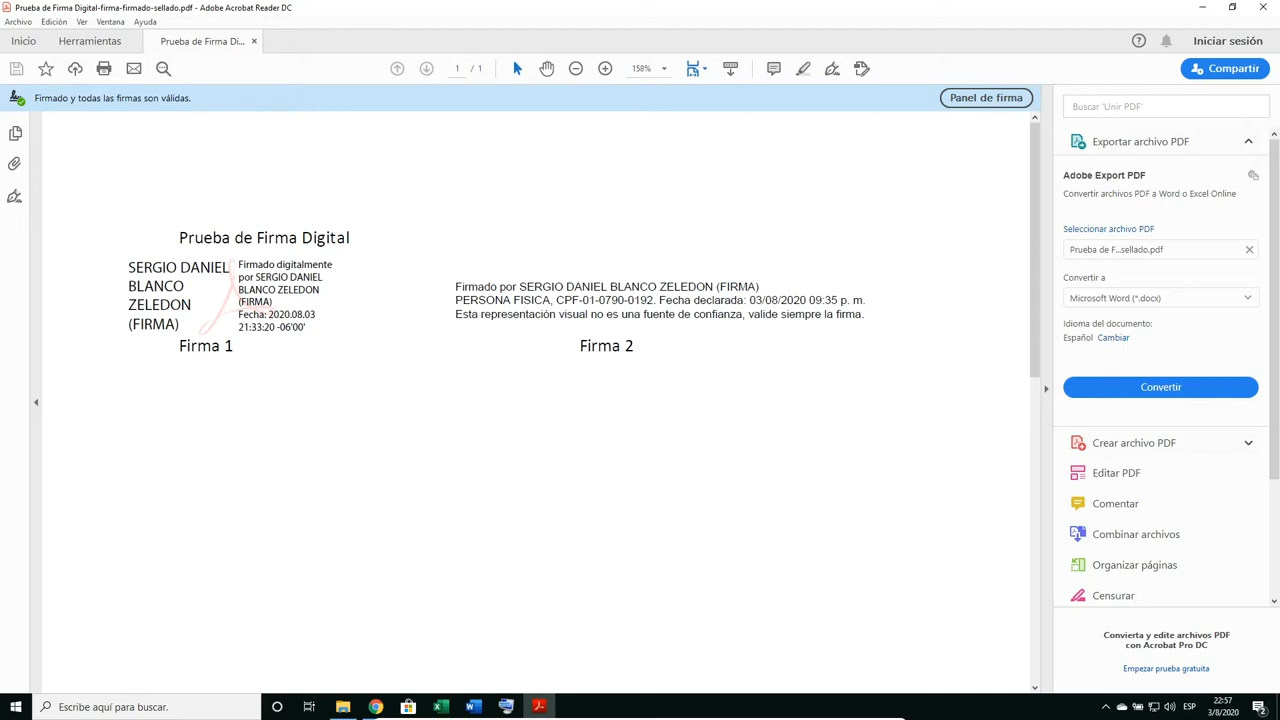 Prueba de Firma Digital-firma-firmado-sellado.pdf - Adobe Acrobat Reader DC
Archivo Edición Ver Ventana Ayuda
Inicio Herramientas Prueba de Firma Di... Iniciar sesión
1 / 1 158% Compartir
Firmado y todas las firmas son válidas. Panel de firma
Buscar 'Unir PDF'
Exportar archivo PDF
Adobe Export PDF
Convertir archivos PDF a Word o Excel Online
Seleccionar archivo PDF
Prueba de F...sellado.pdf
Convertir a
Microsoft Word (*.docx)
Idioma del documento:
Español Cambiar
Convertir
Crear archivo PDF
Editar PDF
Comentar
Combinar archivos
Organizar páginas
Censurar
Convierta y edite archivos PDF
con Acrobat Pro DC
Empezar prueba gratuita
Prueba de Firma Digital
SERGIO DANIEL
BLANCO
ZELEDON
(FIRMA)
Firmado digitalmente
por SERGIO DANIEL
BLANCO ZELEDON
(FIRMA)
Fecha: 2020.08.03
21:33:20 -06'00'
Firma 1
Firmado por SERGIO DANIEL BLANCO ZELEDON (FIRMA)
PERSONA FISICA, CPF-01-0790-0192. Fecha declarada: 03/08/2020 09:35 p. m.
Esta representación visual no es una fuente de confianza, valide siempre la firma.
Firma 2
Escribe aquí para buscar.
ESP
22:57
3/8/2020
2